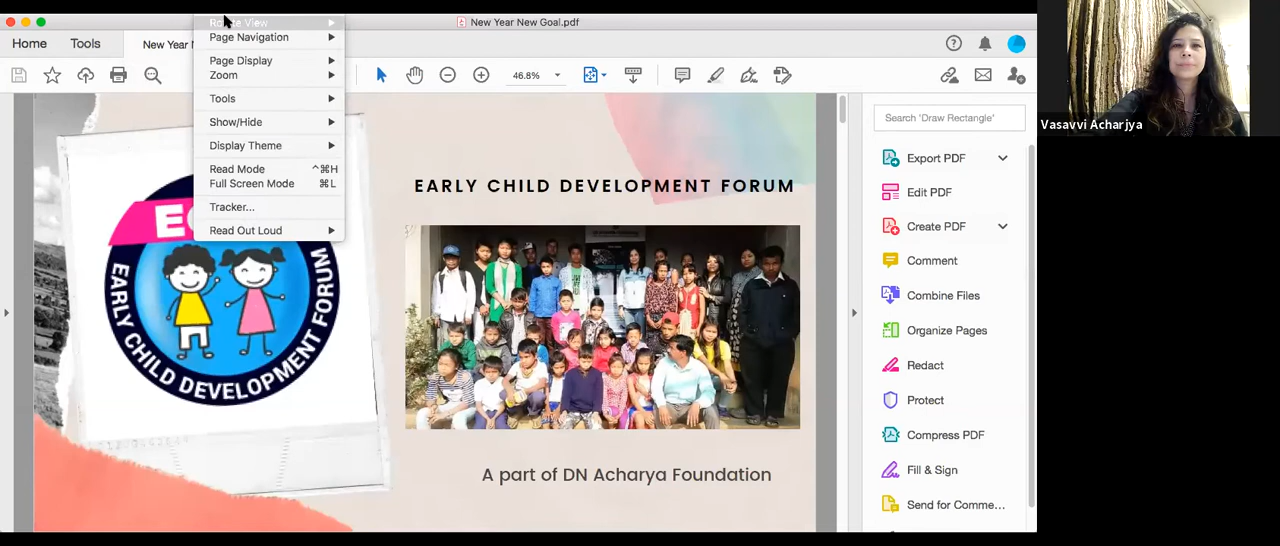 Rotate View
New Year New Goal.pdf
Home
Tools
New Year N
Page Navigation
Page Display
Zoom
Tools
Show/Hide
Display Theme
Read Mode ^⌘H
Full Screen Mode ⌘L
Tracker...
Read Out Loud
46.8%
Search 'Draw Rectangle'
Export PDF
Edit PDF
Create PDF
Comment
Combine Files
Organize Pages
Redact
Protect
Compress PDF
Fill & Sign
Send for Comme...
EARLY CHILD DEVELOPMENT FORUM
EARLY CHILD DEVELOPMENT FORUM
A part of DN Acharya Foundation
Vasavvi Acharjya